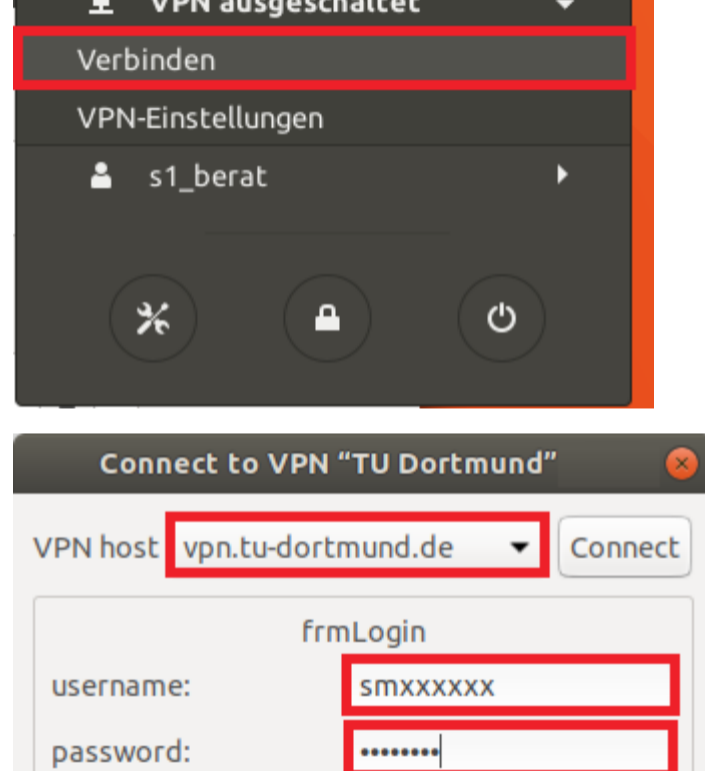 VPN ausgeschaltet
Verbinden
VPN-Einstellungen
s1_berat
Connect to VPN “TU Dortmund”
VPN host vpn.tu-dortmund.de Connect
frmLogin
username: smxxxxxx
password: ••••••••